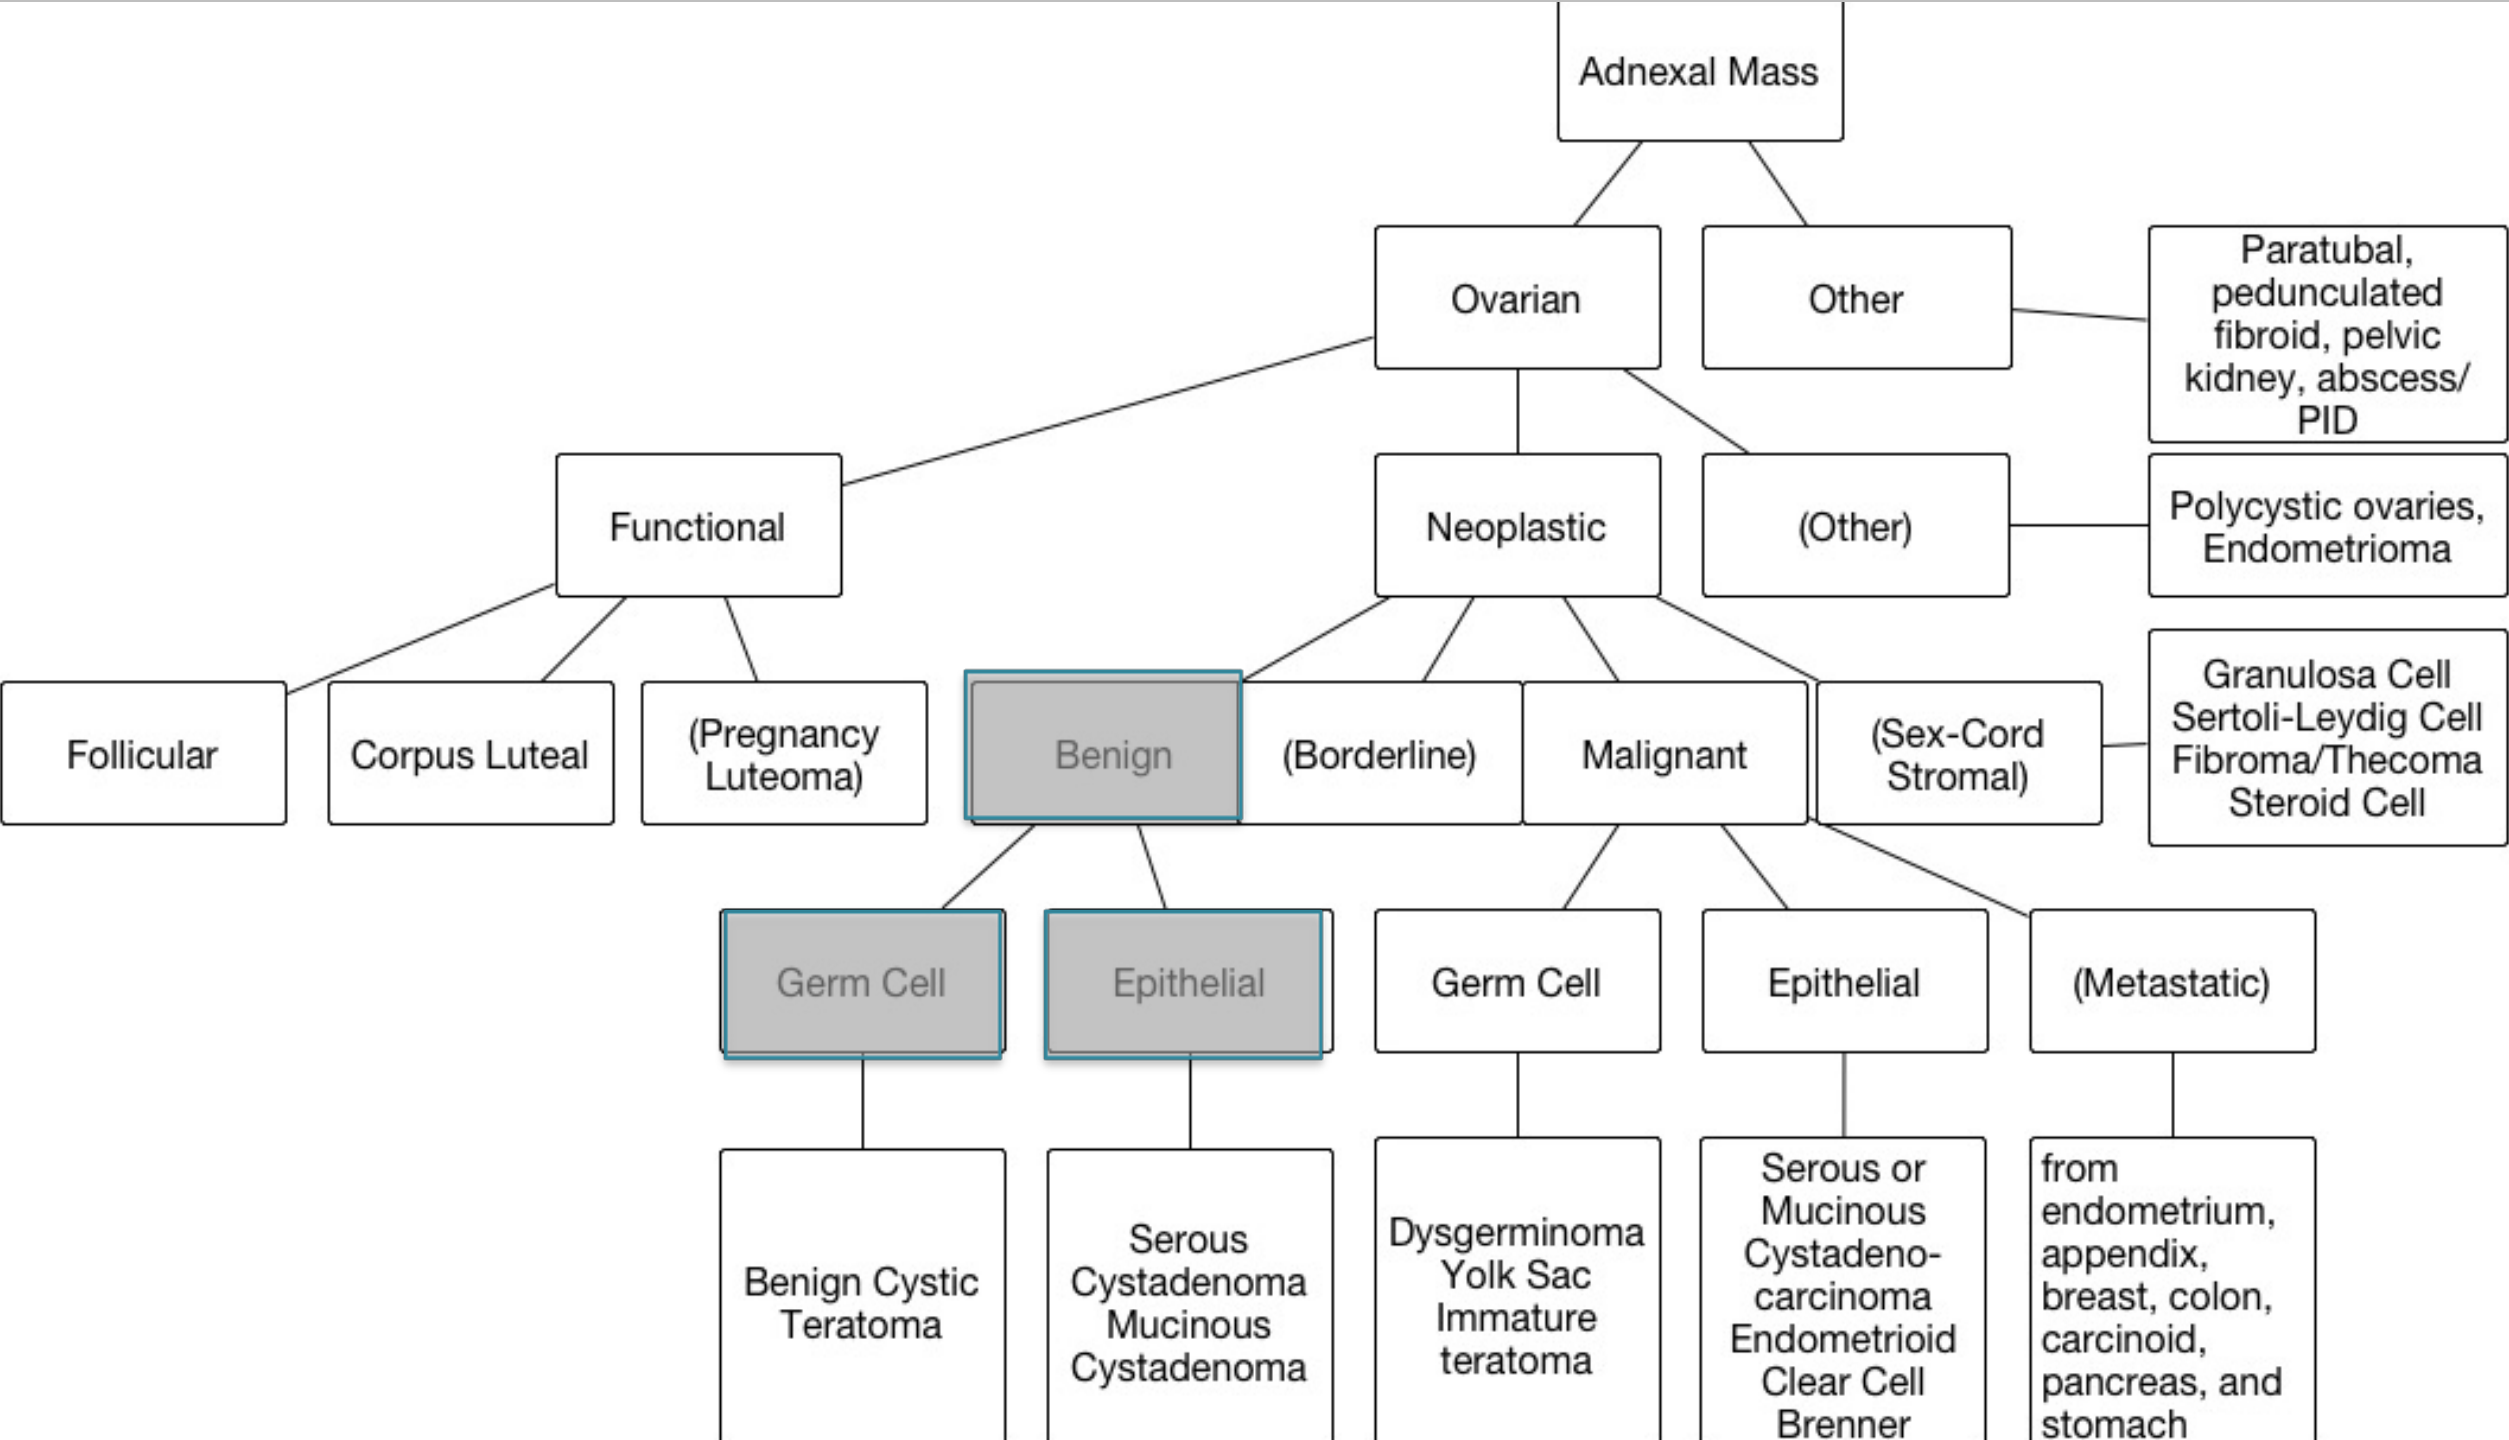 Adnexal Mass
Ovarian
Other
Paratubal,
pedunculated
fibroid, pelvic
kidney, abscess/
PID
Functional
Neoplastic
(Other)
Polycystic ovaries,
Endometrioma
Follicular
Corpus Luteal
(Pregnancy
Luteoma)
Benign
(Borderline)
Malignant
(Sex-Cord
Stromal)
Granulosa Cell
Sertoli-Leydig Cell
Fibroma/Thecoma
Steroid Cell
Germ Cell
Epithelial
Germ Cell
Epithelial
(Metastatic)
Benign Cystic
Teratoma
Serous
Cystadenoma
Mucinous
Cystadenoma
Dysgerminoma
Yolk Sac
Immature
teratoma
Serous or
Mucinous
Cystadeno-
carcinoma
Endometrioid
Clear Cell
Brenner
from
endometrium,
appendix,
breast, colon,
carcinoid,
pancreas, and
stomach